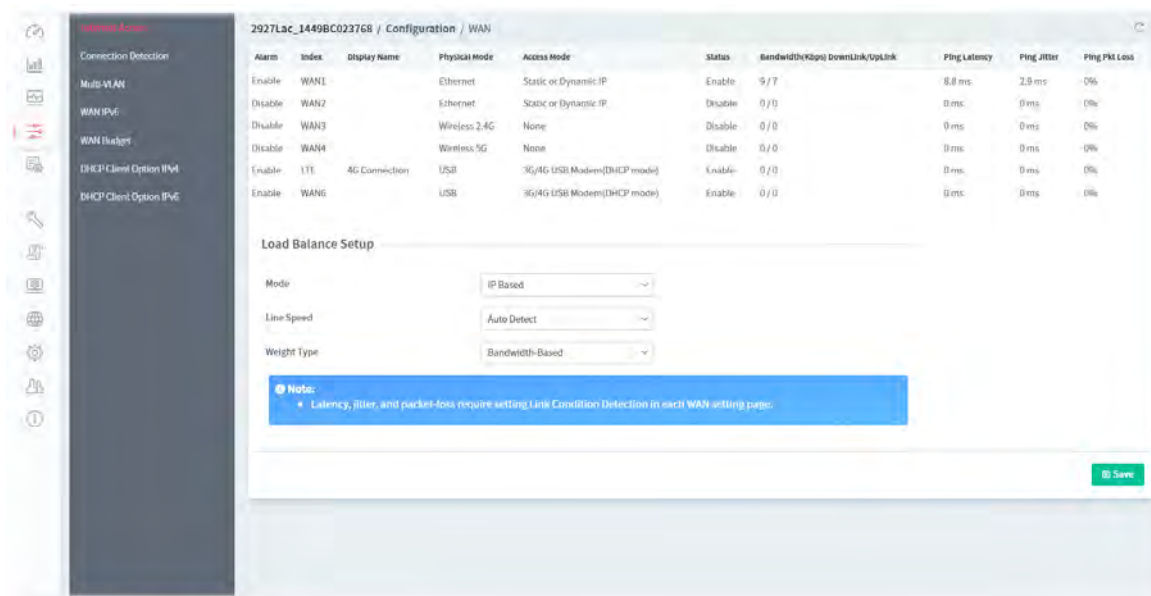 2927Lac_1449BC023768 / Configuration / WAN
Connection Detection
Multi-VLAN
WAN IPv6
WAN Budget
DHCP Client Option IPv4
DHCP Client Option IPv6
Alarm Index Display Name Physical Mode Access Mode Status Bandwidth(Kbps) DownLink/UpLink Ping Latency Ping Jitter Ping Pkt Loss
Enable WAN1 Ethernet Static or Dynamic IP Enable 9 / 7 8.8 ms 2.9 ms 0%
Disable WAN2 Ethernet Static or Dynamic IP Disable 0 / 0 0 ms 0 ms 0%
Disable WAN3 Wireless 2.4G None Disable 0 / 0 0 ms 0 ms 0%
Disable WAN4 Wireless 5G None Disable 0 / 0 0 ms 0 ms 0%
Enable LTE 4G Connection USB 3G/4G USB Modem(DHCP mode) Enable 0 / 0 0 ms 0 ms 0%
Enable WAN6 USB 3G/4G USB Modem(DHCP mode) Enable 0 / 0 0 ms 0 ms 0%
Load Balance Setup
Mode IP Based
Line Speed Auto Detect
Weight Type Bandwidth-Based
Note:
Latency, jitter, and packet-loss require setting Link Condition Detection in each WAN setting page.
Save